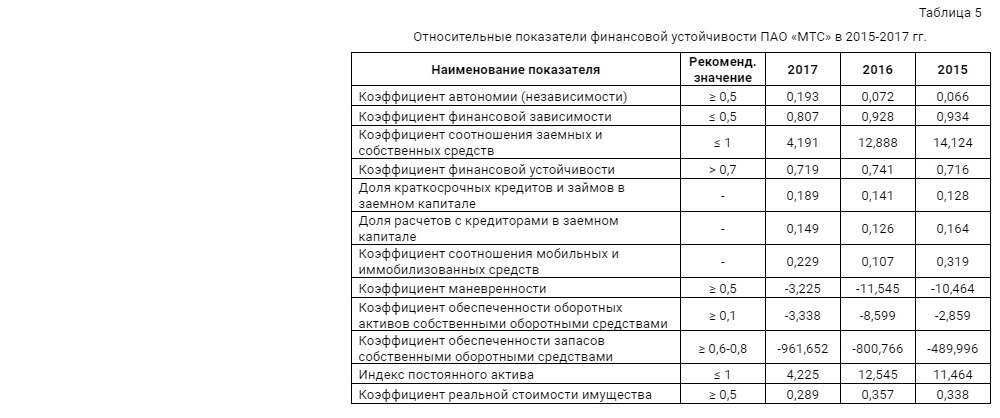 Таблица 5
Относительные показатели финансовой устойчивости ПАО «МТС» в 2015-2017 гг.
Наименование показателя Рекоменд. значение 2017 2016 2015
Коэффициент автономии (независимости) ≥ 0,5 0,193 0,072 0,066
Коэффициент финансовой зависимости ≤ 0,5 0,807 0,928 0,934
Коэффициент соотношения заемных и
собственных средств ≤ 1 4,191 12,888 14,124
Коэффициент финансовой устойчивости > 0,7 0,719 0,741 0,716
Доля краткосрочных кредитов и займов в
заемном капитале - 0,189 0,141 0,128
Доля расчетов с кредиторами в заемном
капитале - 0,149 0,126 0,164
Коэффициент соотношения мобильных и
иммобилизованных средств - 0,229 0,107 0,319
Коэффициент маневренности ≥ 0,5 -3,225 -11,545 -10,464
Коэффициент обеспеченности оборотных
активов собственными оборотными средствами ≥ 0,1 -3,338 -8,599 -2,859
Коэффициент обеспеченности запасов
собственными оборотными средствами ≥ 0,6-0,8 -961,652 -800,766 -489,996
Индекс постоянного актива ≤ 1 4,225 12,545 11,464
Коэффициент реальной стоимости имущества ≥ 0,5 0,289 0,357 0,338